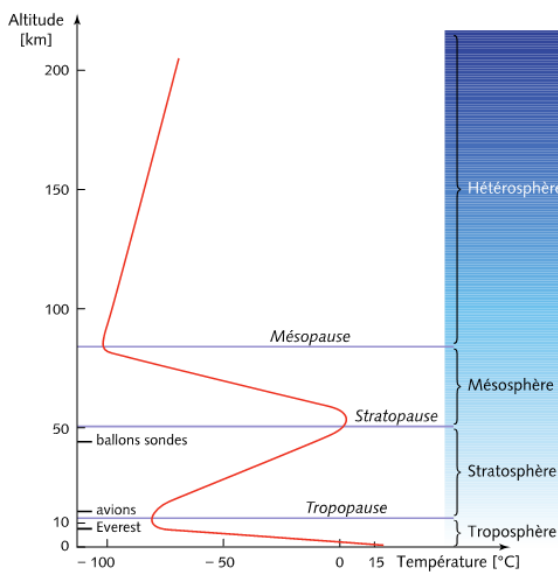 Altitude
[km]
200
150
Hétérosphère
100
Mésopause
Mésosphère
Stratopause
50
ballons sondes
Stratosphère
avions
Tropopause
10
Everest
Troposphère
0
– 100
– 50
0
15
Température [°C]